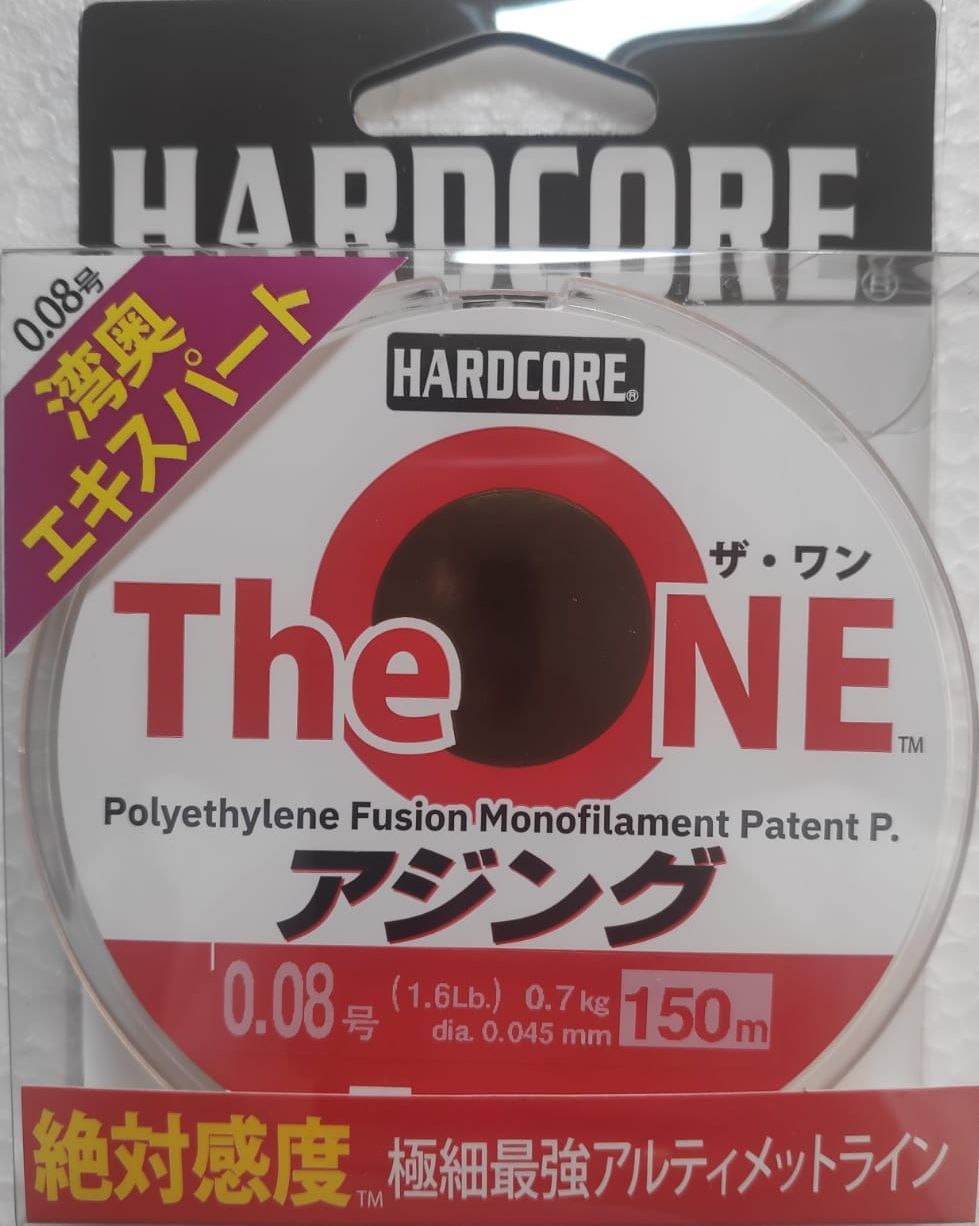 HARDCORE®
0.08号
湾奥
エキスパート
HARDCORE®
ザ・ワン
The ONE™
Polyethylene Fusion Monofilament Patent P.
アジング
0.08号 (1.6Lb.) 0.7kg 150m
dia. 0.045 mm
絶対感度™ 極細最強アルティメットライン